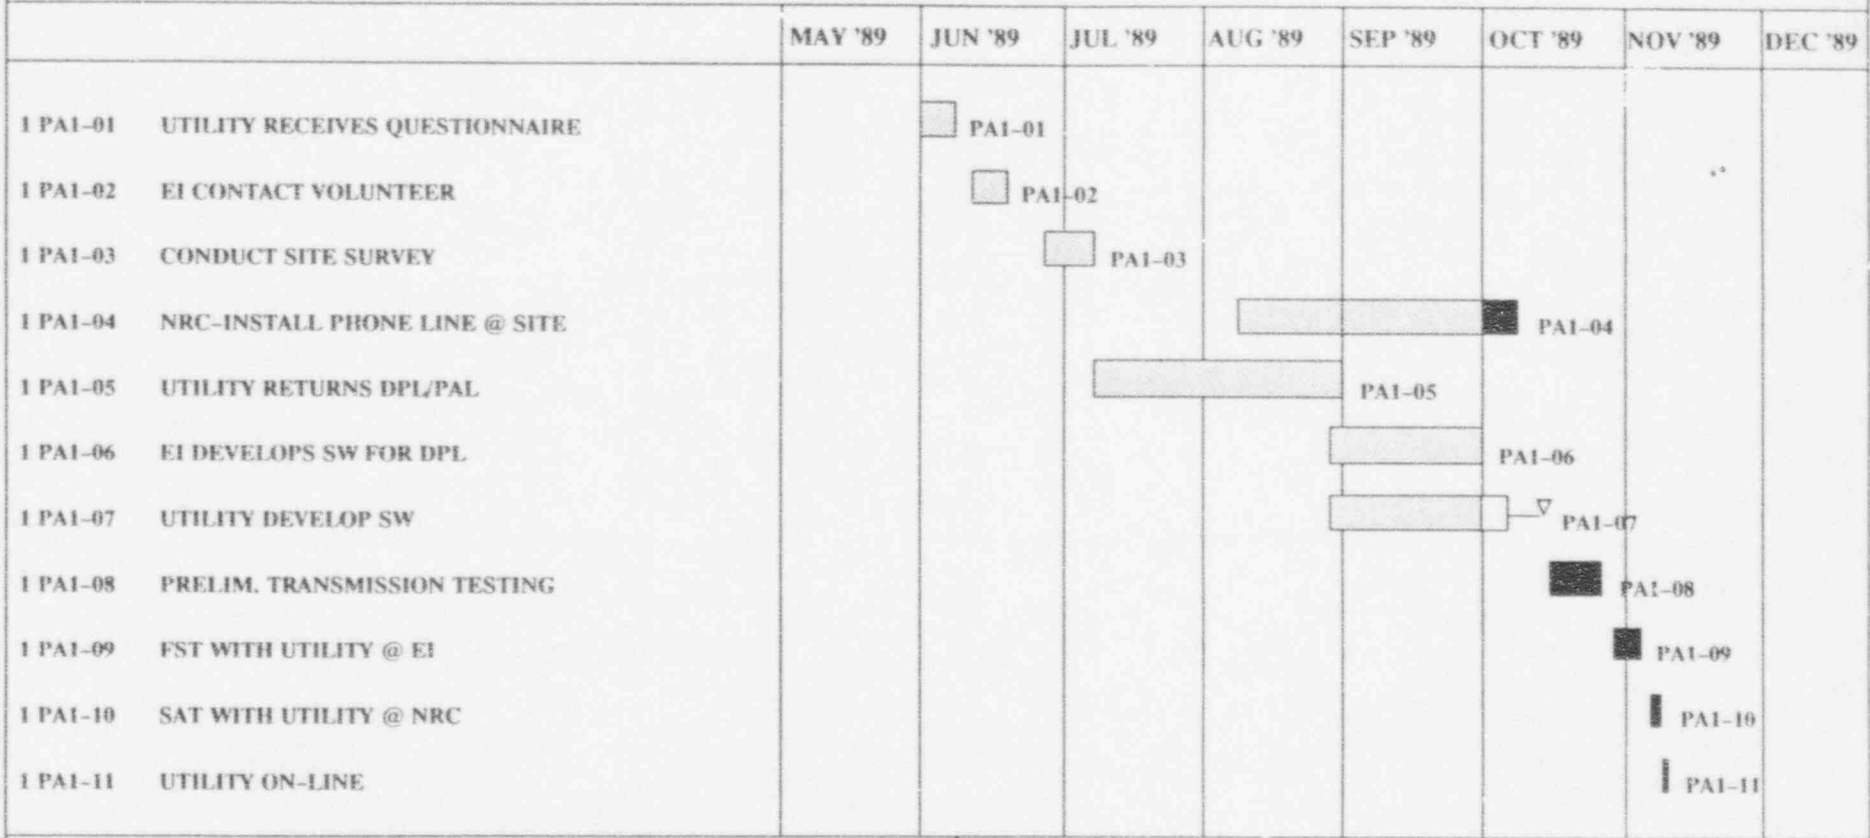 MAY '89 JUN '89 JUL '89 AUG '89 SEP '89 OCT '89 NOV '89 DEC '89
1 PA1-01 UTILITY RECEIVES QUESTIONNAIRE PA1-01
1 PA1-02 EI CONTACT VOLUNTEER PA1-02
1 PA1-03 CONDUCT SITE SURVEY PA1-03
1 PA1-04 NRC-INSTALL PHONE LINE @ SITE PA1-04
1 PA1-05 UTILITY RETURNS DPL/PAL PA1-05
1 PA1-06 EI DEVELOPS SW FOR DPL PA1-06
1 PA1-07 UTILITY DEVELOP SW PA1-07
1 PA1-08 PRELIM. TRANSMISSION TESTING PA1-08
1 PA1-09 FST WITH UTILITY @ EI PA1-09
1 PA1-10 SAT WITH UTILITY @ NRC PA1-10
1 PA1-11 UTILITY ON-LINE PA1-11